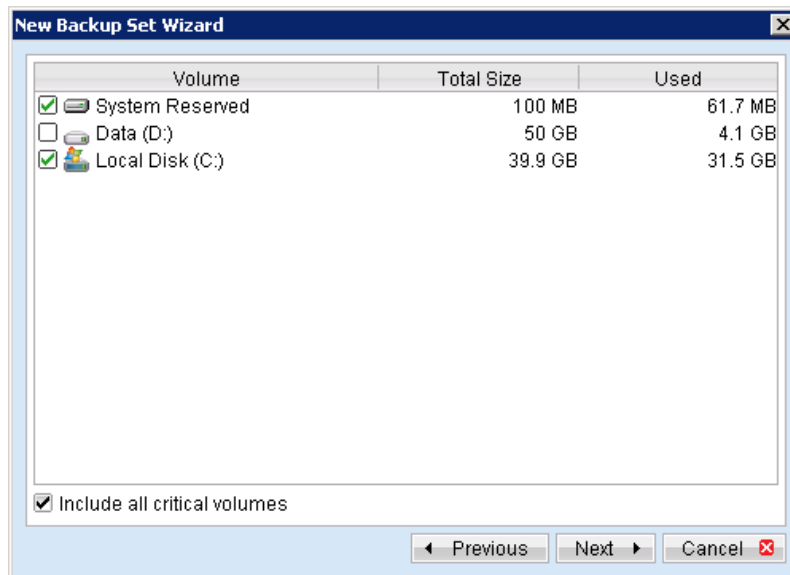 New Backup Set Wizard
Volume Total Size Used
System Reserved 100 MB 61.7 MB
Data (D:) 50 GB 4.1 GB
Local Disk (C:) 39.9 GB 31.5 GB
Include all critical volumes
Previous Next Cancel